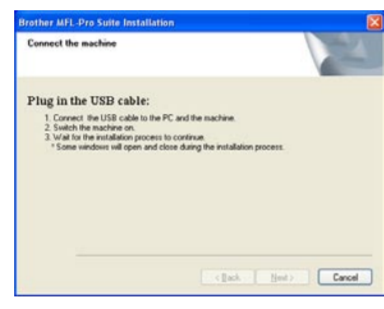 Brother MFL-Pro Suite Installation
Connect the machine
Plug in the USB cable:
1. Connect the USB cable to the PC and the machine.
2. Switch the machine on.
3. Wait for the installation process to continue.
* Some windows will open and close during the installation process.
< Back
Next >
Cancel